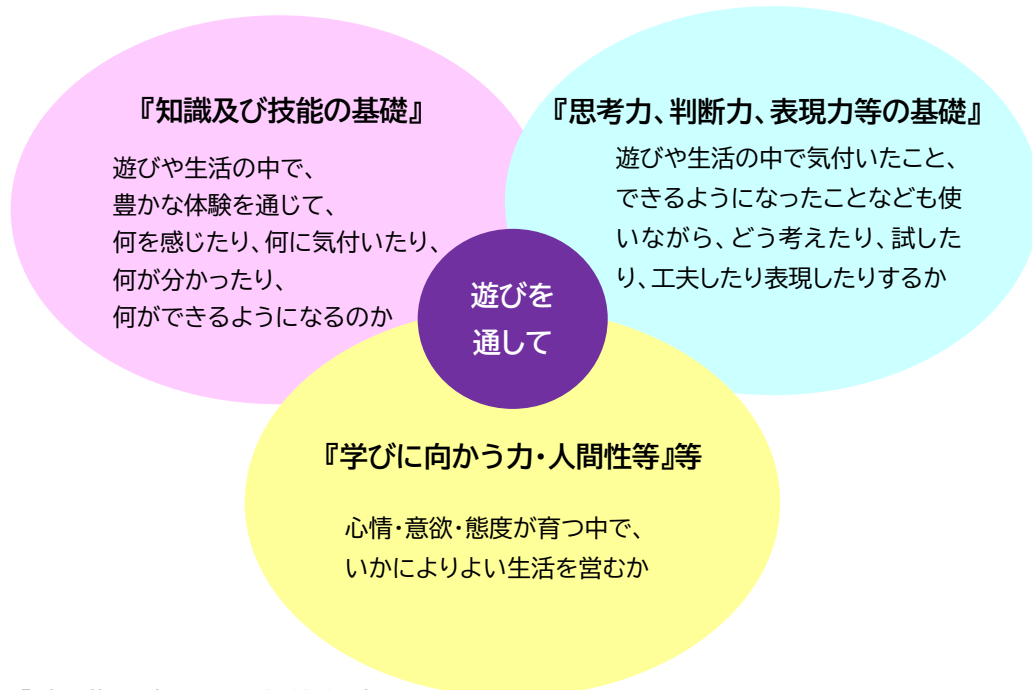 『知識及び技能の基礎』
遊びや生活の中で、
豊かな体験を通じて、
何を感じたり、何に気付いたり、
何が分かったり、
何ができるようになるのか
『思考力、判断力、表現力等の基礎』
遊びや生活の中で気付いたこと、
できるようになったことなども使
いながら、どう考えたり、試した
り、工夫したり表現したりするか
遊びを
通して
『学びに向かう力・人間性等』等
心情・意欲・態度が育つ中で、
いかによりよい生活を営むか